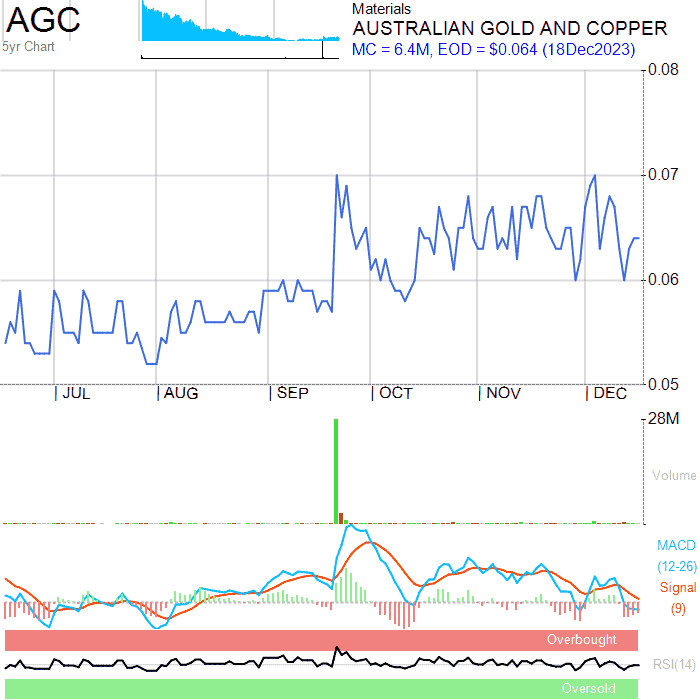 AGC
5yr Chart
Materials
AUSTRALIAN GOLD AND COPPER
MC = 6.4M, EOD = $0.064 (18Dec2023)
0.08
0.07
0.06
0.05
JUL AUG SEP OCT NOV DEC
28M
Volume
MACD
(12-26)
Signal
(9)
Overbought
RSI(14)
Oversold